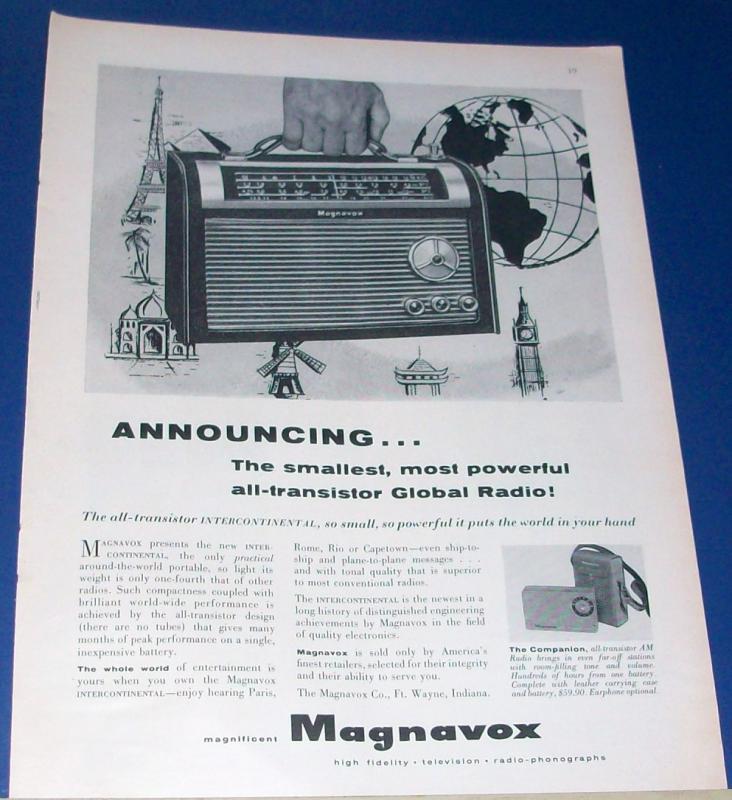 19
Magnavox
ANNOUNCING...
The smallest, most powerful
all-transistor Global Radio!
The all-transistor INTERCONTINENTAL, so small, so powerful it puts the world in your hand
MAGNAVOX presents the new INTER-
CONTINENTAL, the only practical
around-the-world portable, so light its
weight is only one-fourth that of other
radios. Such compactness coupled with
brilliant world-wide performance is
achieved by the all-transistor design
(there are no tubes) that gives many
months of peak performance on a single,
inexpensive battery.
The whole world of entertainment is
yours when you own the Magnavox
INTERCONTINENTAL—enjoy hearing Paris,
Rome, Rio or Capetown—even ship-to-
ship and plane-to-plane messages . . .
and with tonal quality that is superior
to most conventional radios.
The INTERCONTINENTAL is the newest in a
long history of distinguished engineering
achievements by Magnavox in the field
of quality electronics.
Magnavox is sold only by America's
finest retailers, selected for their integrity
and their ability to serve you.
The Magnavox Co., Ft. Wayne, Indiana.
The Companion, all-transistor AM
Radio brings in even far-off stations
with room-filling tone and volume.
Hundreds of hours from one battery.
Complete with leather carrying case
and battery, $59.90. Earphone optional.
magnificent Magnavox
high fidelity • television • radio-phonographs